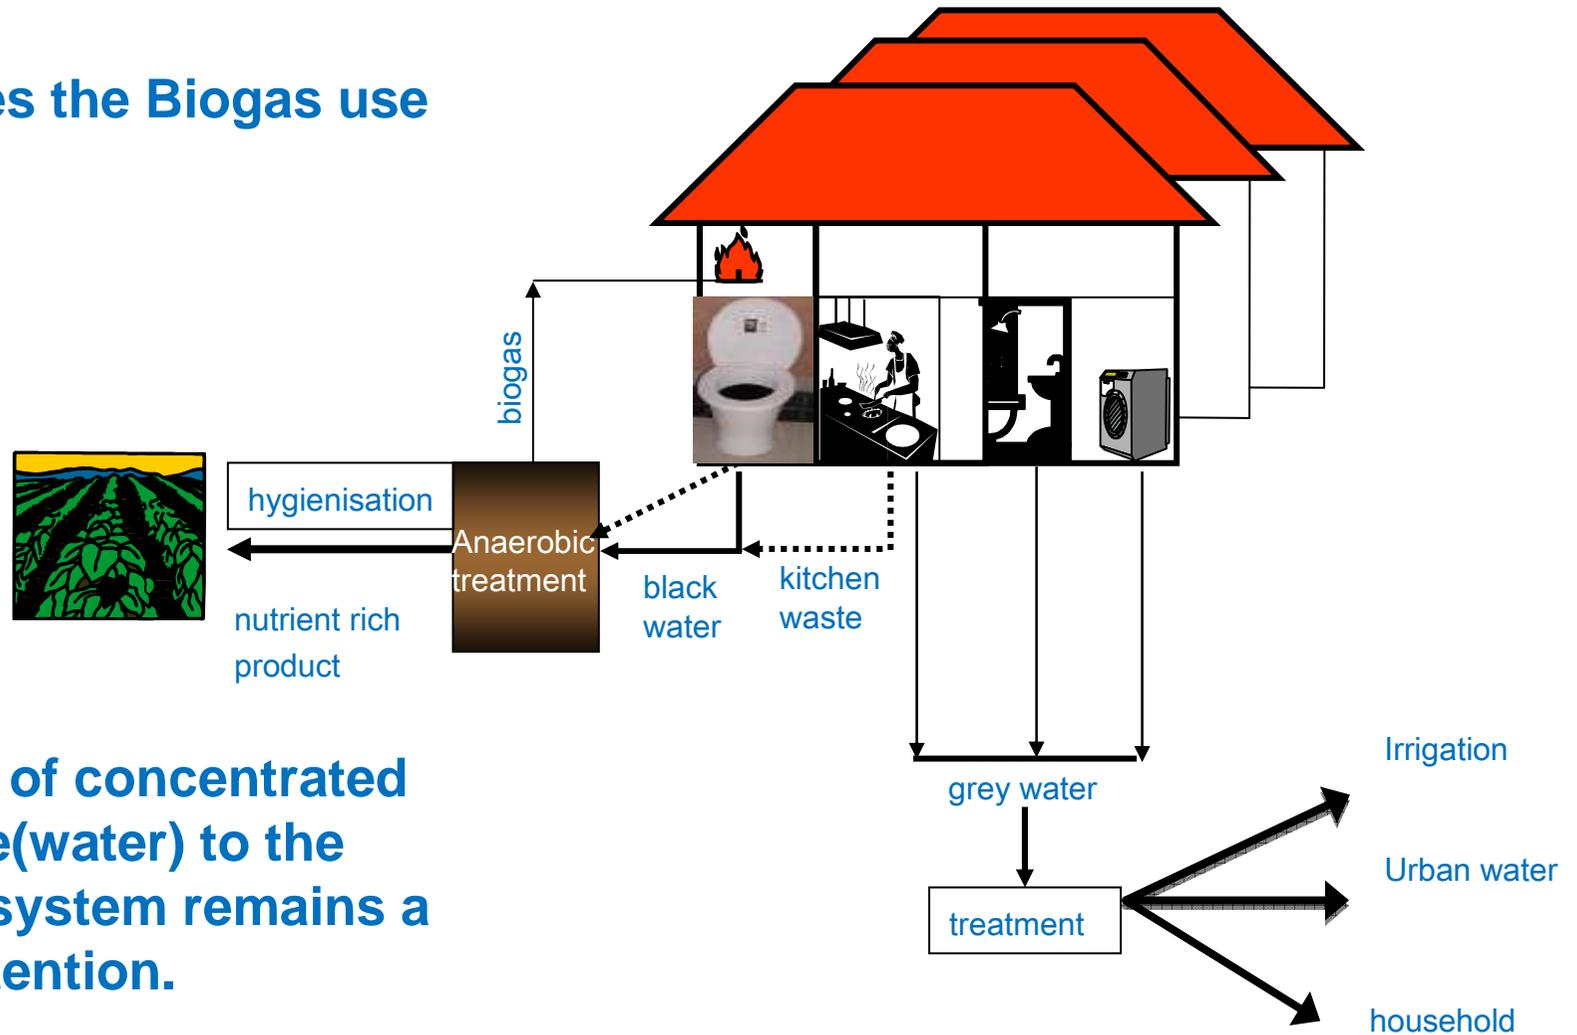 es the Biogas use
biogas
hygienisation
Anaerobic
treatment
black
water
kitchen
waste
nutrient rich
product
of concentrated
e(water) to the
system remains a
tention.
grey water
treatment
Irrigation
Urban water
household